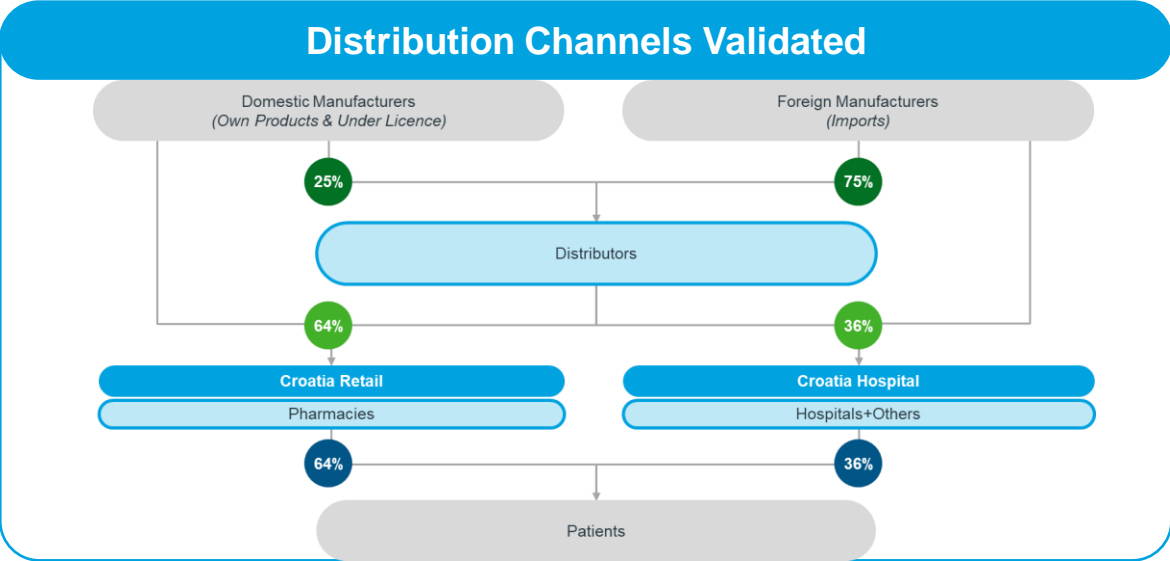 Distribution Channels Validated
Domestic Manufacturers
(Own Products & Under Licence)
Foreign Manufacturers
(Imports)
25%
75%
Distributors
64%
36%
Croatia Retail
Croatia Hospital
Pharmacies
Hospitals+Others
64%
36%
Patients